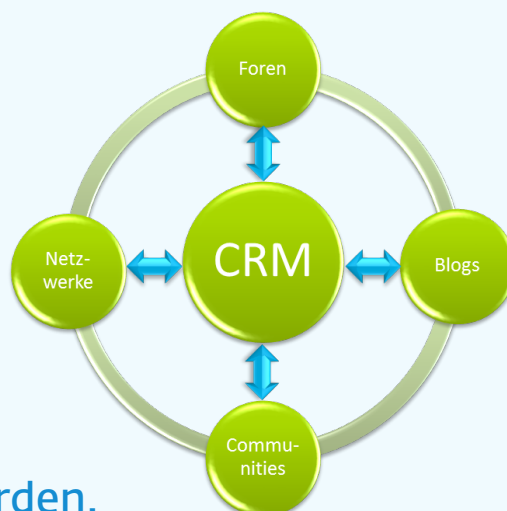 Foren
Netz-
werke
CRM
Blogs
Commu-
nities
rden.